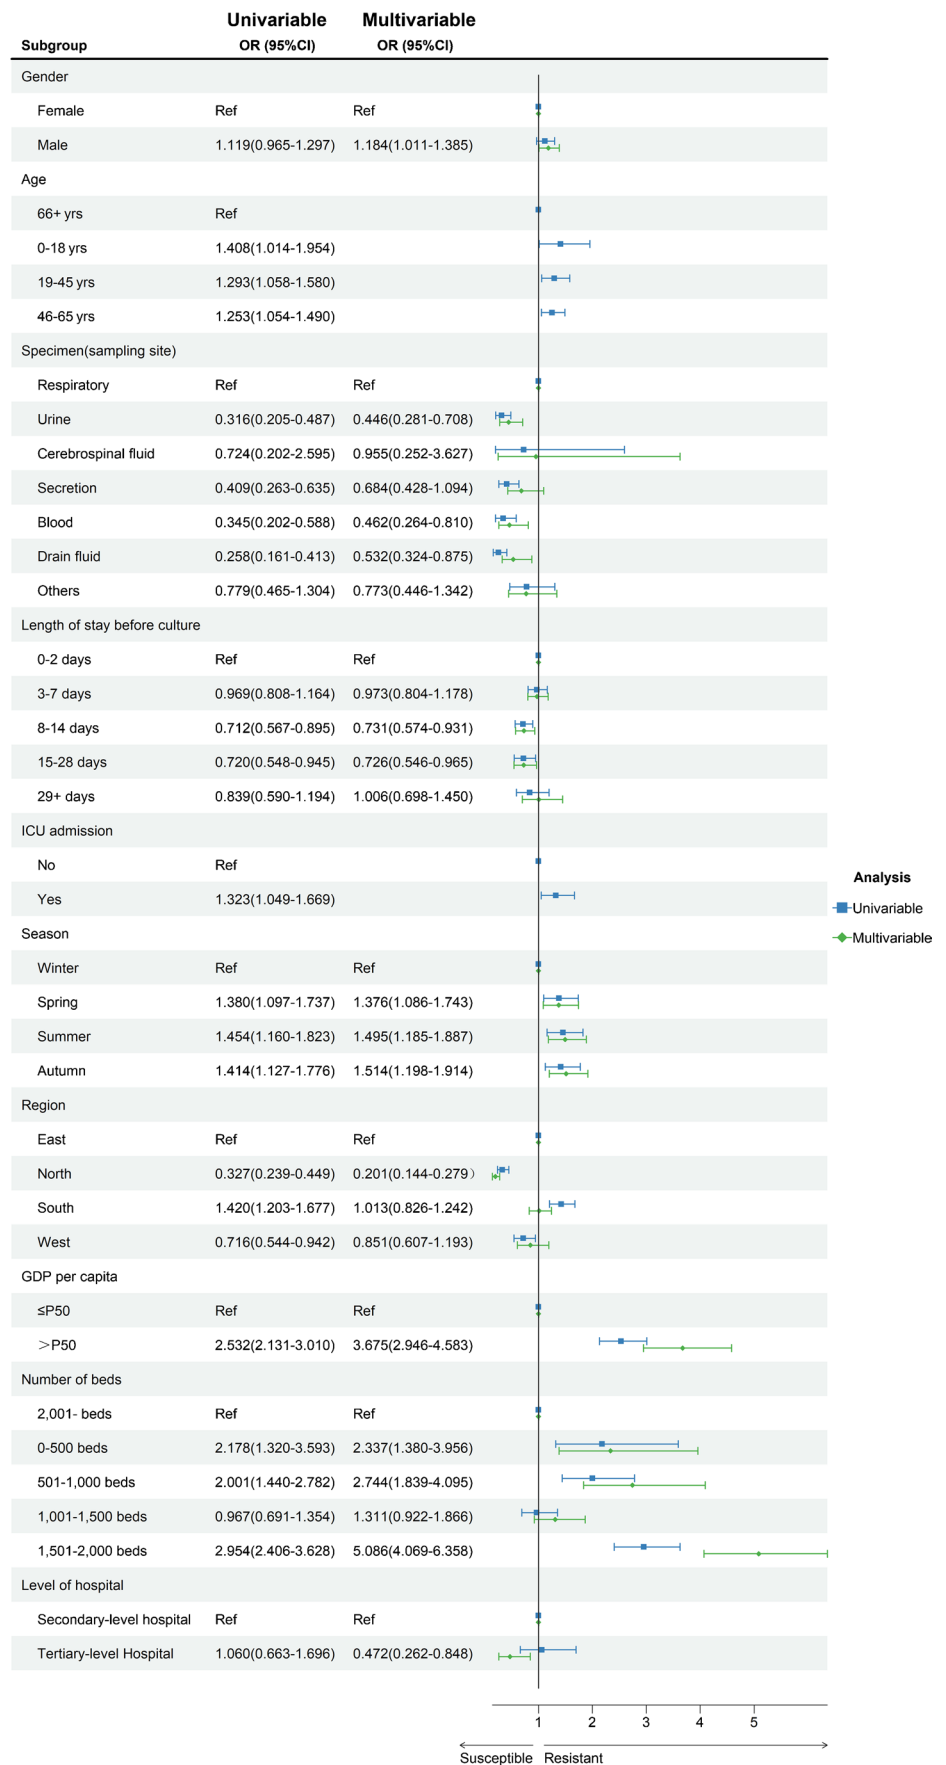 Univariable Multivariable
Subgroup OR (95%CI) OR (95%CI)
Gender
Female Ref Ref
Male 1.119(0.965-1.297) 1.184(1.011-1.385)
Age
66+ yrs Ref
0-18 yrs 1.408(1.014-1.954)
19-45 yrs 1.293(1.058-1.580)
46-65 yrs 1.253(1.054-1.490)
Specimen(sampling site)
Respiratory Ref Ref
Urine 0.316(0.205-0.487) 0.446(0.281-0.708)
Cerebrospinal fluid 0.724(0.202-2.595) 0.955(0.252-3.627)
Secretion 0.409(0.263-0.635) 0.684(0.428-1.094)
Blood 0.345(0.202-0.588) 0.462(0.264-0.810)
Drain fluid 0.258(0.161-0.413) 0.532(0.324-0.875)
Others 0.779(0.465-1.304) 0.773(0.446-1.342)
Length of stay before culture
0-2 days Ref Ref
3-7 days 0.969(0.808-1.164) 0.973(0.804-1.178)
8-14 days 0.712(0.567-0.895) 0.731(0.574-0.931)
15-28 days 0.720(0.548-0.945) 0.726(0.546-0.965)
29+ days 0.839(0.590-1.194) 1.006(0.698-1.450)
ICU admission
No Ref
Yes 1.323(1.049-1.669)
Season
Winter Ref Ref
Spring 1.380(1.097-1.737) 1.376(1.086-1.743)
Summer 1.454(1.160-1.823) 1.495(1.185-1.887)
Autumn 1.414(1.127-1.776) 1.514(1.198-1.914)
Region
East Ref Ref
North 0.327(0.239-0.449) 0.201(0.144-0.279）
South 1.420(1.203-1.677) 1.013(0.826-1.242)
West 0.716(0.544-0.942) 0.851(0.607-1.193)
GDP per capita
≤P50 Ref Ref
＞P50 2.532(2.131-3.010) 3.675(2.946-4.583)
Number of beds
2,001- beds Ref Ref
0-500 beds 2.178(1.320-3.593) 2.337(1.380-3.956)
501-1,000 beds 2.001(1.440-2.782) 2.744(1.839-4.095)
1,001-1,500 beds 0.967(0.691-1.354) 1.311(0.922-1.866)
1,501-2,000 beds 2.954(2.406-3.628) 5.086(4.069-6.358)
Level of hospital
Secondary-level hospital Ref Ref
Tertiary-level Hospital 1.060(0.663-1.696) 0.472(0.262-0.848)
1 2 3 4 5
Susceptible Resistant
Analysis
Univariable
Multivariable